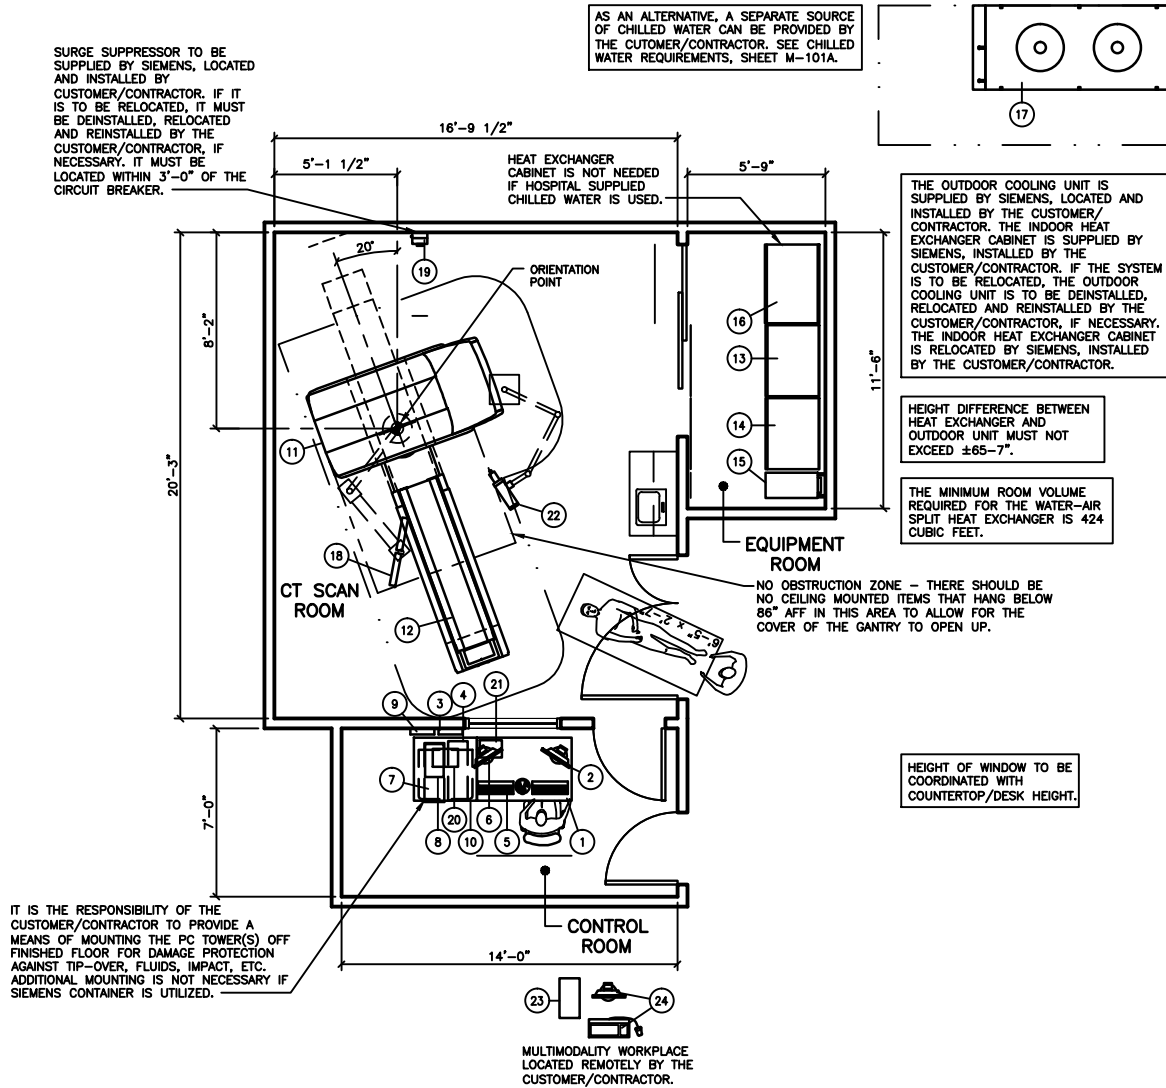 AS AN ALTERNATIVE, A SEPARATE SOURCE
OF CHILLED WATER CAN BE PROVIDED BY
THE CUTOMER/CONTRACTOR. SEE CHILLED
WATER REQUIREMENTS, SHEET M-101A.
17
SURGE SUPPRESSOR TO BE
SUPPLIED BY SIEMENS, LOCATED
AND INSTALLED BY
CUSTOMER/CONTRACTOR. IF IT
IS TO BE RELOCATED, IT MUST
BE DEINSTALLED, RELOCATED
AND REINSTALLED BY THE
CUSTOMER/CONTRACTOR, IF
NECESSARY. IT MUST BE
LOCATED WITHIN 3'-0" OF THE
CIRCUIT BREAKER.
16'-9 1/2"
5'-1 1/2"
HEAT EXCHANGER
CABINET IS NOT NEEDED
IF HOSPITAL SUPPLIED
CHILLED WATER IS USED.
5'-9"
THE OUTDOOR COOLING UNIT IS
SUPPLIED BY SIEMENS, LOCATED AND
INSTALLED BY THE CUSTOMER/
CONTRACTOR. THE INDOOR HEAT
EXCHANGER CABINET IS SUPPLIED BY
SIEMENS, INSTALLED BY THE
CUSTOMER/CONTRACTOR. IF THE SYSTEM
IS TO BE RELOCATED, THE OUTDOOR
COOLING UNIT IS TO BE DEINSTALLED,
RELOCATED AND REINSTALLED BY THE
CUSTOMER/CONTRACTOR, IF NECESSARY.
THE INDOOR HEAT EXCHANGER CABINET
IS RELOCATED BY SIEMENS, INSTALLED
BY THE CUSTOMER/CONTRACTOR.
20°
19
ORIENTATION
POINT
8'-2"
16
13
11'-6"
14
15
HEIGHT DIFFERENCE BETWEEN
HEAT EXCHANGER AND
OUTDOOR UNIT MUST NOT
EXCEED ±65-7".
11
20'-3"
22
THE MINIMUM ROOM VOLUME
REQUIRED FOR THE WATER-AIR
SPLIT HEAT EXCHANGER IS 424
CUBIC FEET.
EQUIPMENT
ROOM
18
CT SCAN
ROOM
NO OBSTRUCTION ZONE - THERE SHOULD BE
NO CEILING MOUNTED ITEMS THAT HANG BELOW
86" AFF IN THIS AREA TO ALLOW FOR THE
COVER OF THE GANTRY TO OPEN UP.
12
6'-5" x 2'-7"
9
3
4
21
7
2
7'-0"
8
20
10
6
5
1
HEIGHT OF WINDOW TO BE
COORDINATED WITH
COUNTERTOP/DESK HEIGHT.
IT IS THE RESPONSIBILITY OF THE
CUSTOMER/CONTRACTOR TO PROVIDE A
MEANS OF MOUNTING THE PC TOWER(S) OFF
FINISHED FLOOR FOR DAMAGE PROTECTION
AGAINST TIP-OVER, FLUIDS, IMPACT, ETC.
ADDITIONAL MOUNTING IS NOT NECESSARY IF
SIEMENS CONTAINER IS UTILIZED.
CONTROL
ROOM
14'-0"
23
24
MULTIMODALITY WORKPLACE
LOCATED REMOTELY BY THE
CUSTOMER/CONTRACTOR.